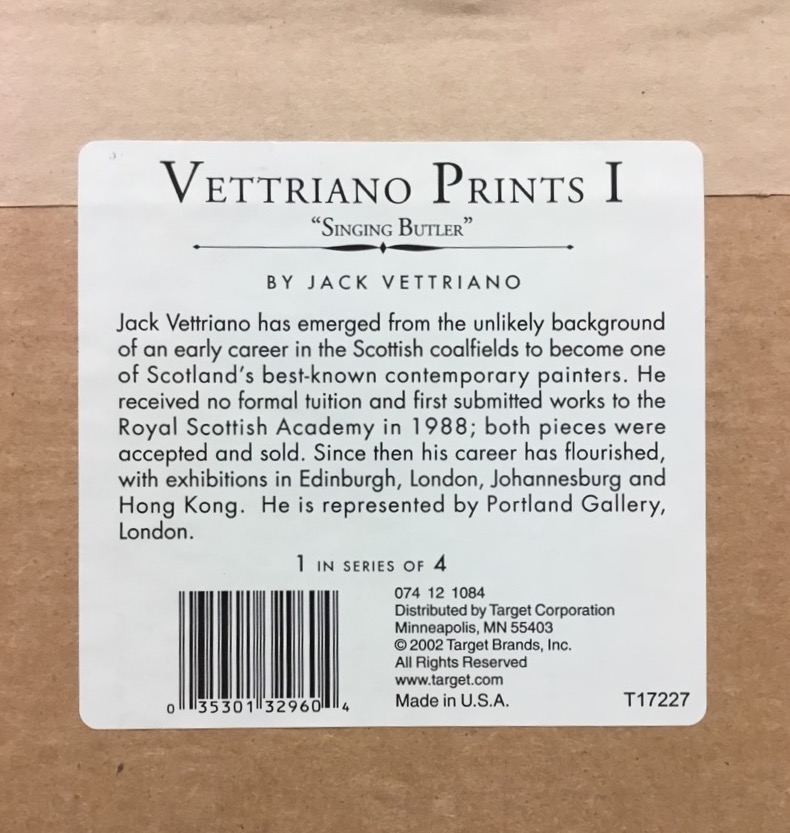 VETTRIANO PRINTS I
“SINGING BUTLER”
BY JACK VETTRIANO
Jack Vettriano has emerged from the unlikely background
of an early career in the Scottish coalfields to become one
of Scotland’s best-known contemporary painters. He
received no formal tuition and first submitted works to the
Royal Scottish Academy in 1988; both pieces were
accepted and sold. Since then his career has flourished,
with exhibitions in Edinburgh, London, Johannesburg and
Hong Kong. He is represented by Portland Gallery,
London.
1 IN SERIES OF 4
074 12 1084
Distributed by Target Corporation
Minneapolis, MN 55403
© 2002 Target Brands, Inc.
All Rights Reserved
www.target.com
Made in U.S.A.
0 35301 32960 4
T17227